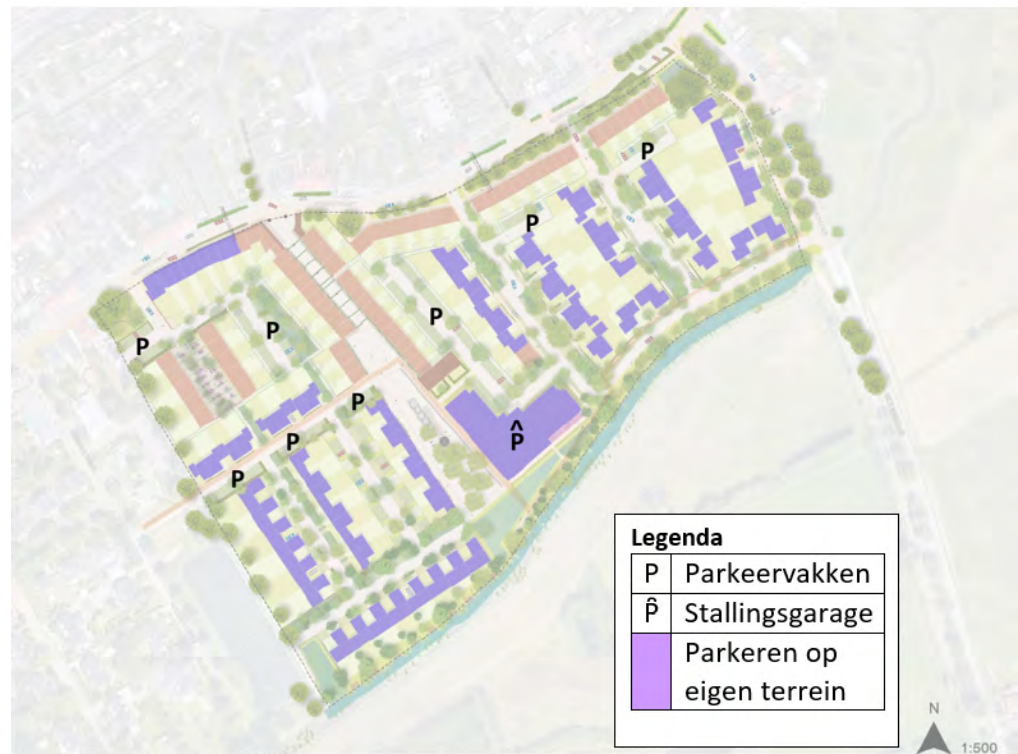 P
P
P
P
P
P
P
P
P̂
Legenda
P Parkeervakken
P̂ Stallingsgarage
Parkeren op
eigen terrein
N
1:500